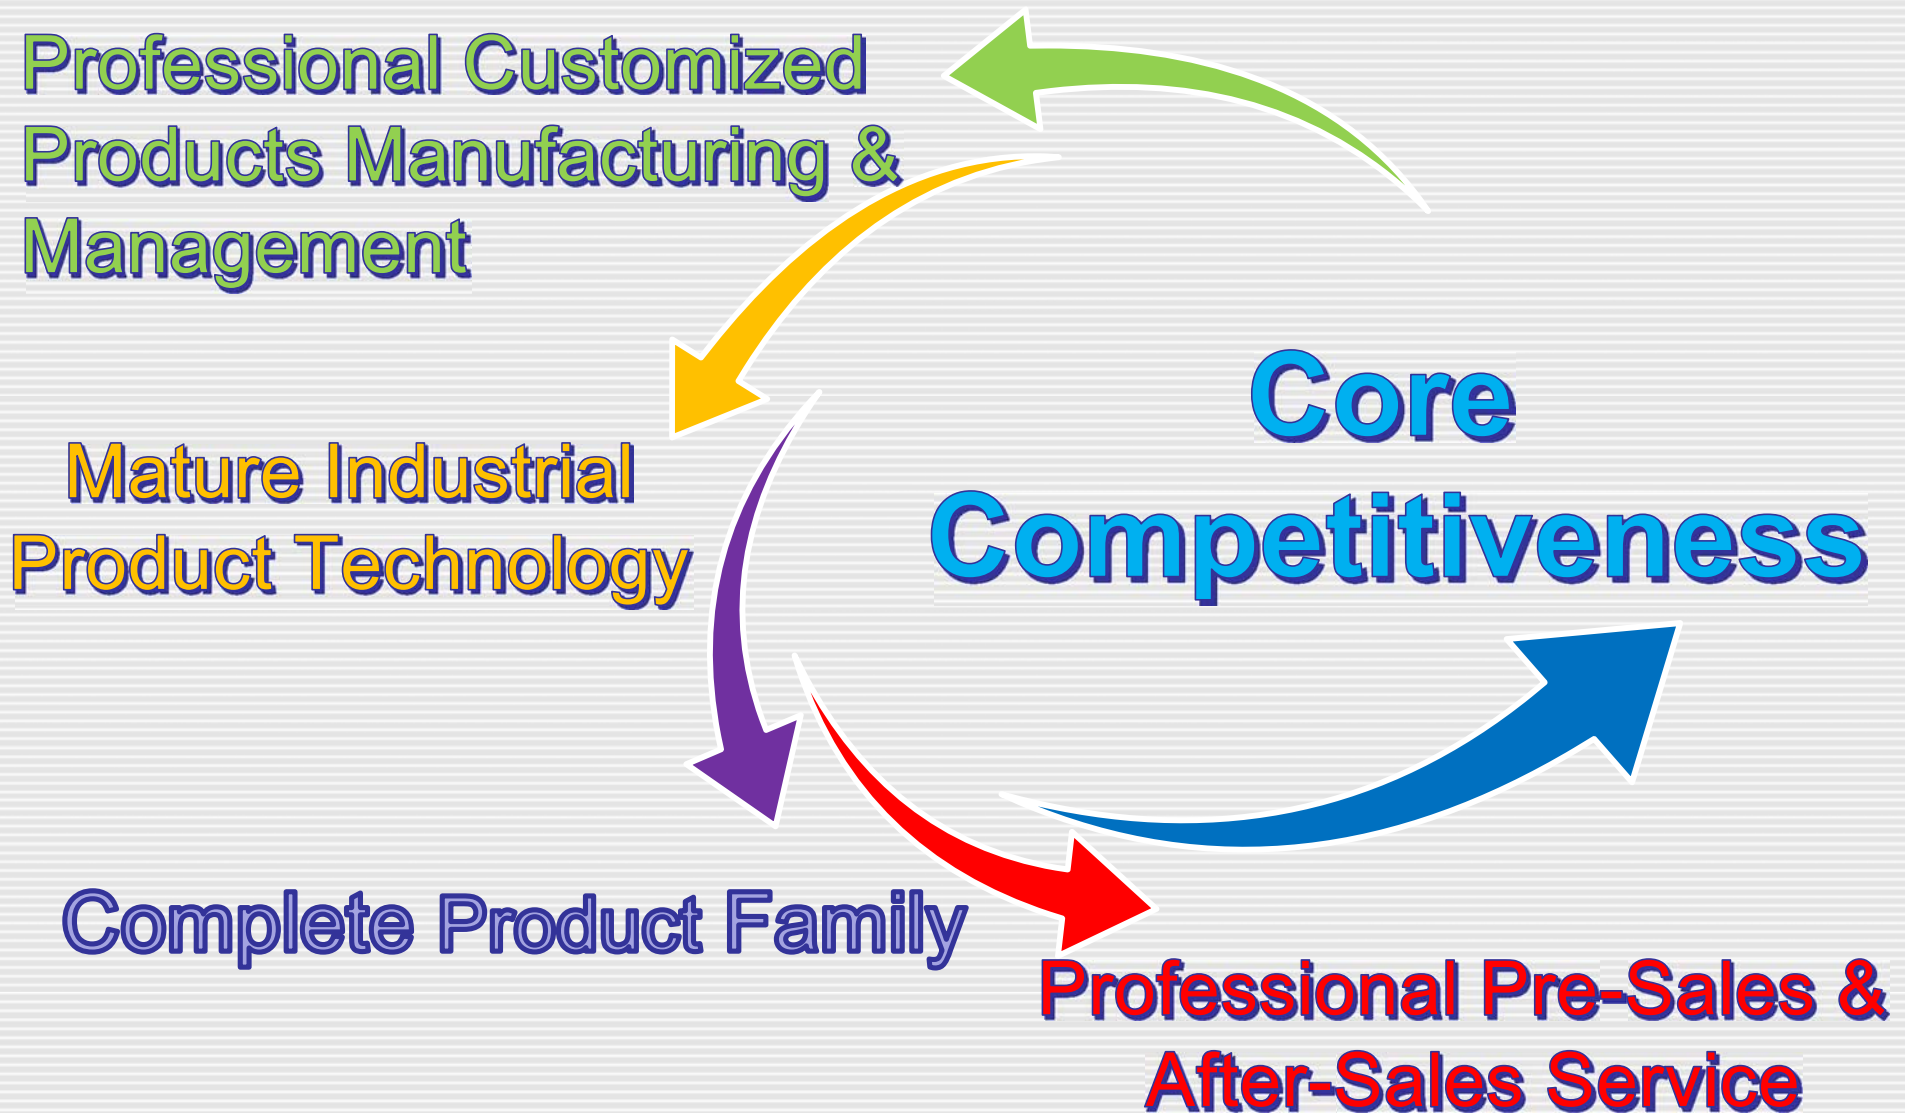 Professional Customized
Products Manufacturing &
Management
Core
Competitiveness
Mature Industrial
Product Technology
Complete Product Family
Professional Pre-Sales &
After-Sales Service